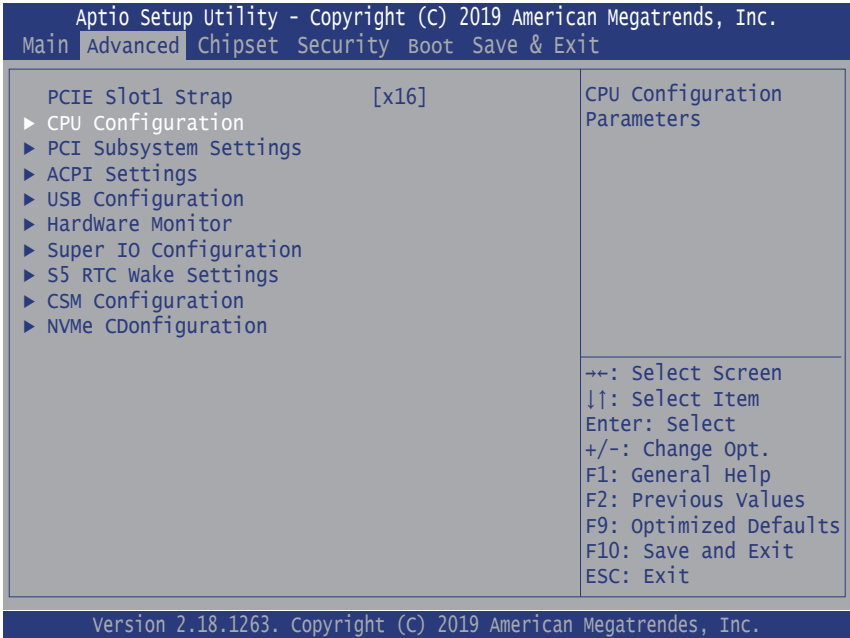 Aptio Setup Utility - Copyright (C) 2019 American Megatrends, Inc.
Main Advanced Chipset Security Boot Save & Exit
PCIE Slot1 Strap [x16]
► CPU Configuration
► PCI Subsystem Settings
► ACPI Settings
► USB Configuration
► HardWare Monitor
► Super IO Configuration
► S5 RTC Wake Settings
► CSM Configuration
► NVMe CDonfiguration
CPU Configuration
Parameters
→←: Select Screen
↓↑: Select Item
Enter: Select
+/-: Change Opt.
F1: General Help
F2: Previous Values
F9: Optimized Defaults
F10: Save and Exit
ESC: Exit
Version 2.18.1263. Copyright (C) 2019 American Megatrendes, Inc.